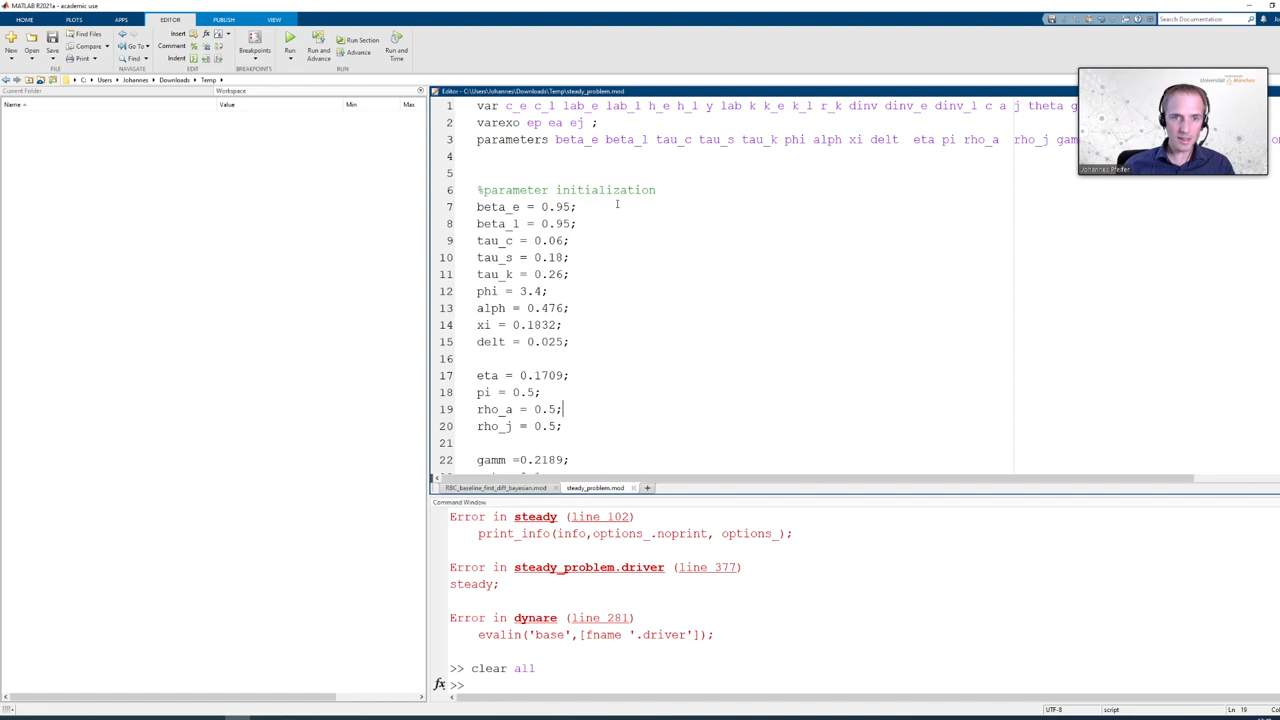 MATLAB R2021a - academic use
HOME PLOTS APPS EDITOR PUBLISH VIEW
Search Documentation
New Open Save Find Files Compare Print Go To Find Insert Comment Indent Breakpoints Run Run and Advance Run Section Advance Run and Time
FILE NAVIGATE EDIT BREAKPOINTS RUN
C: Users Johannes Downloads Temp
Current Folder Workspace
Name Value Min Max
Editor - C:\Users\Johannes\Downloads\Temp\steady_problem.mod
1 var c_e c_l lab_e lab_l h_e h_l y lab k k_e k_l r_k dinv dinv_e dinv_l c a j theta
2 varexo ep ea ej ;
3 parameters beta_e beta_l tau_c tau_s tau_k phi alph xi delt eta pi rho_a rho_j gam
4
5
6 %parameter initialization
7 beta_e = 0.95;
8 beta_l = 0.95;
9 tau_c = 0.06;
10 tau_s = 0.18;
11 tau_k = 0.26;
12 phi = 3.4;
13 alph = 0.476;
14 xi = 0.1832;
15 delt = 0.025;
16
17 eta = 0.1709;
18 pi = 0.5;
19 rho_a = 0.5;
20 rho_j = 0.5;
21
22 gamm =0.2189;
Johannes Pfeifer
RBC_baseline_first_diff_bayesian.mod steady_problem.mod
Command Window
Error in steady (line 102)
print_info(info,options_.noprint, options_);
Error in steady_problem.driver (line 377)
steady;
Error in dynare (line 281)
evalin('base',[fname '.driver']);
>> clear all
fx >>
UTF-8 script Ln 19